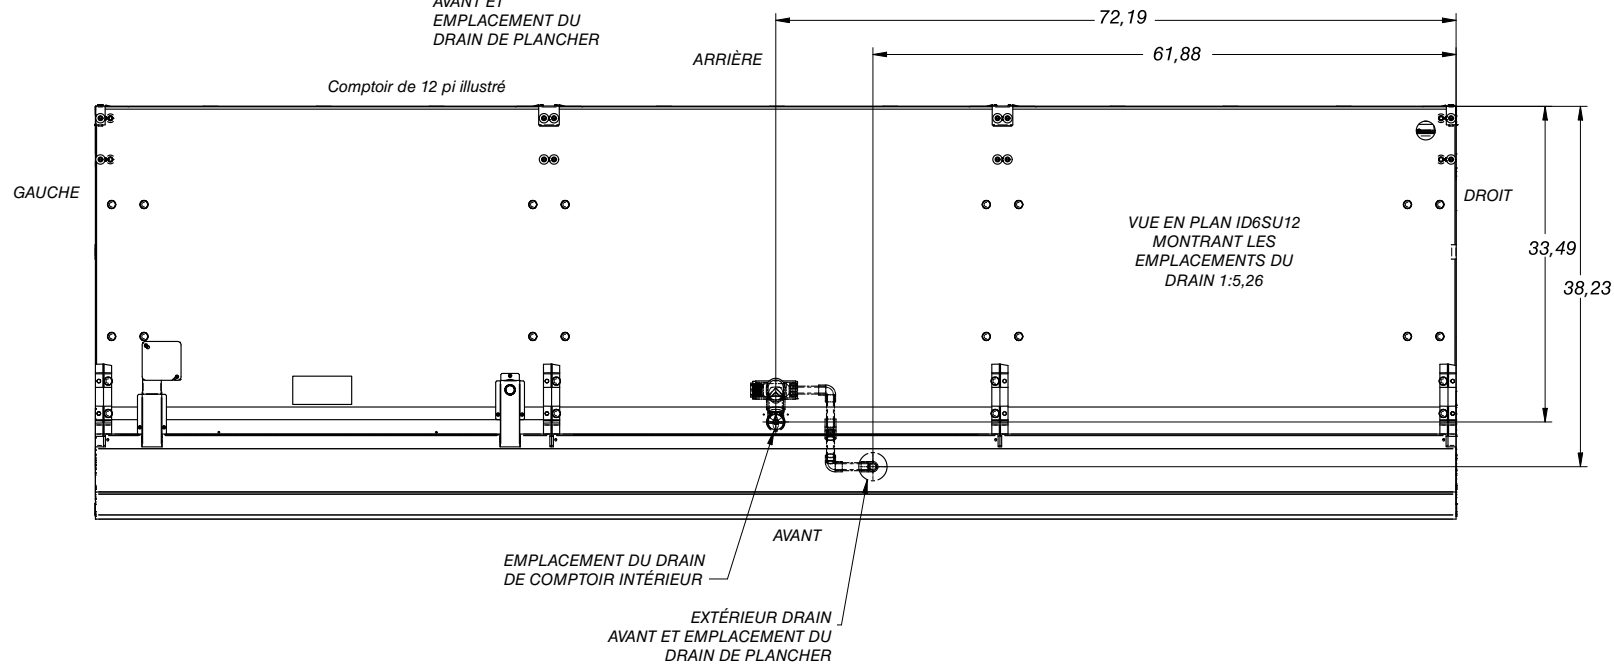 AVANT ET
EMPLACEMENT DU
DRAIN DE PLANCHER
72,19
ARRIÈRE
61,88
Comptoir de 12 pi illustré
GAUCHE
DROIT
VUE EN PLAN ID6SU12
MONTRANT LES
EMPLACEMENTS DU
DRAIN 1:5,26
33,49
38,23
AVANT
EMPLACEMENT DU DRAIN
DE COMPTOIR INTÉRIEUR
EXTÉRIEUR DRAIN
AVANT ET EMPLACEMENT DU
DRAIN DE PLANCHER